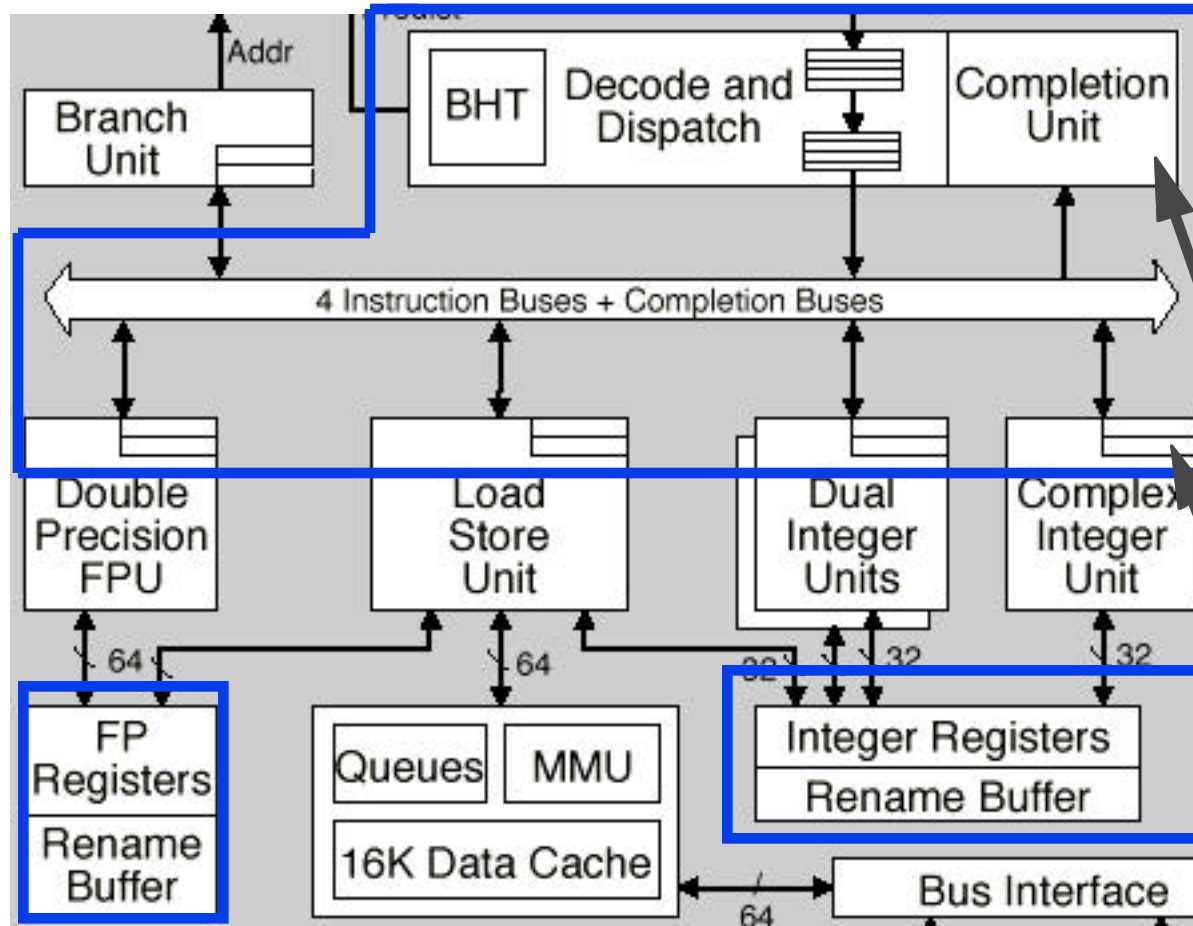 Addr
Branch
Unit
BHT
Decode and
Dispatch
Completion
Unit
4 Instruction Buses + Completion Buses
Double
Precision
FPU
Load
Store
Unit
Dual
Integer
Units
Complex
Integer
Unit
64
64
32
32
32
FP
Registers
Rename
Buffer
Queues
MMU
16K Data Cache
Integer Registers
Rename Buffer
64
Bus Interface